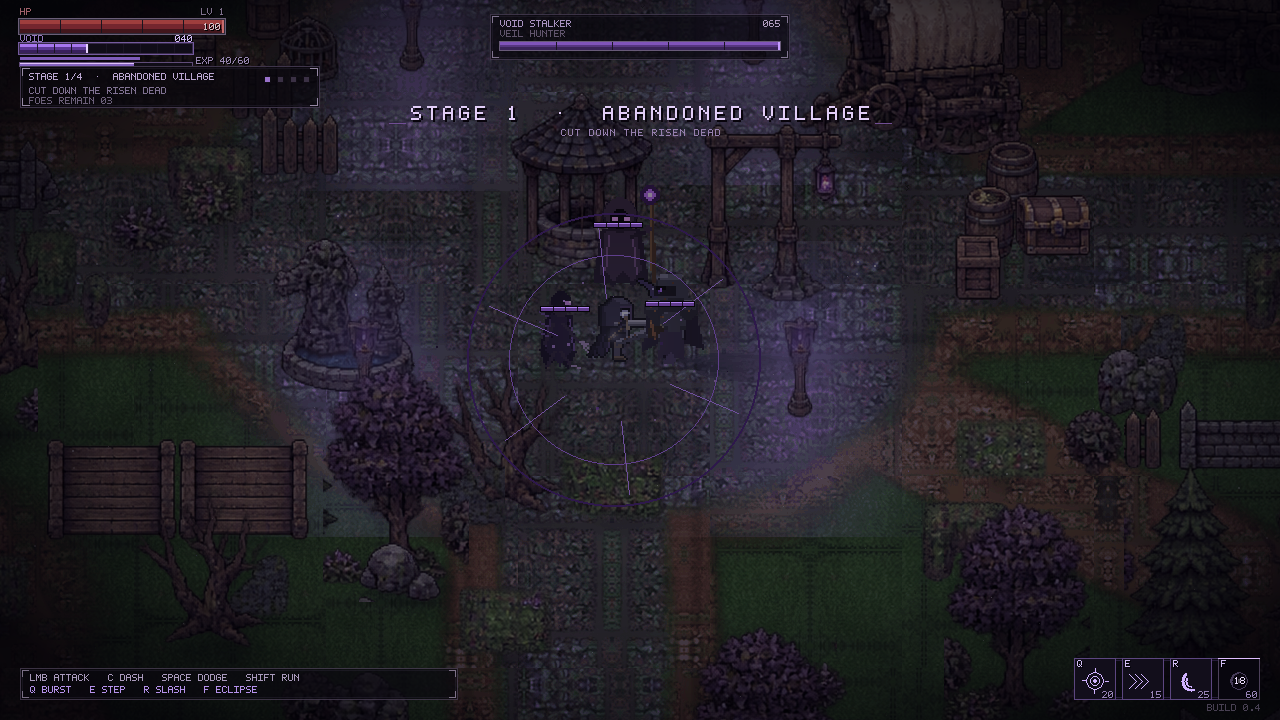 HP LV 1
100
VOID 040
EXP 40/60
STAGE 1/4 · ABANDONED VILLAGE
CUT DOWN THE RISEN DEAD
FOES REMAIN 03
VOID STALKER 065
VEIL HUNTER
STAGE 1 · ABANDONED VILLAGE
CUT DOWN THE RISEN DEAD
LMB ATTACK C DASH SPACE DODGE SHIFT RUN
Q BURST E STEP R SLASH F ECLIPSE
Q E R F
18
20 15 25 60
BUILD 0.4